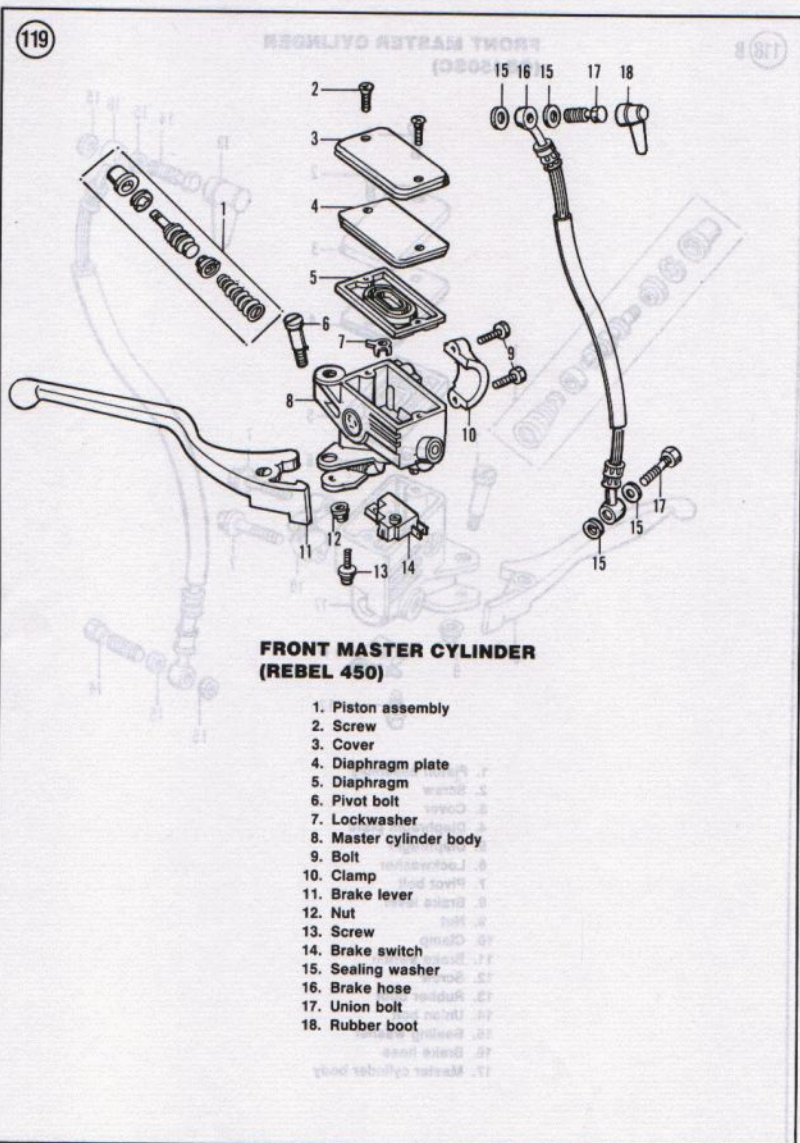 119
15 16 15 17 18
2
3
4
1
5
6
7
9
8
10
11
12
13
14
15
15
17
FRONT MASTER CYLINDER
(REBEL 450)
1. Piston assembly
2. Screw
3. Cover
4. Diaphragm plate
5. Diaphragm
6. Pivot bolt
7. Lockwasher
8. Master cylinder body
9. Bolt
10. Clamp
11. Brake lever
12. Nut
13. Screw
14. Brake switch
15. Sealing washer
16. Brake hose
17. Union bolt
18. Rubber boot